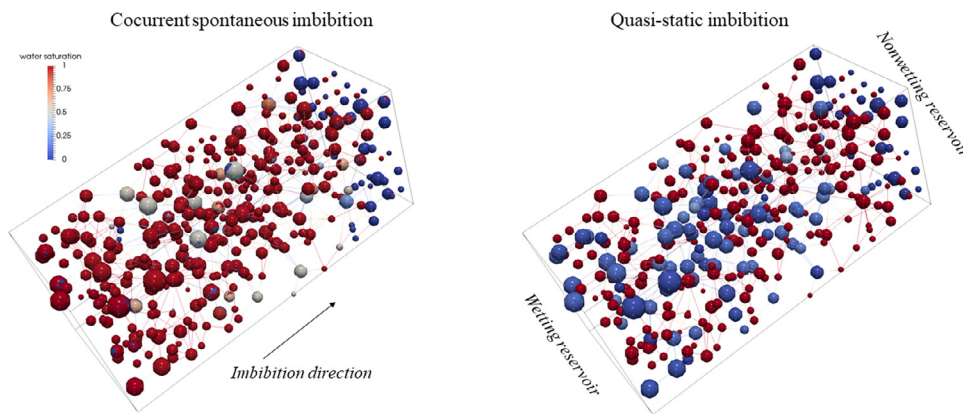 Cocurrent spontaneous imbibition
Quasi-static imbibition
water saturation
1
0.75
0.5
0.25
0
Nonwetting reservoir
Wetting reservoir
Imbibition direction